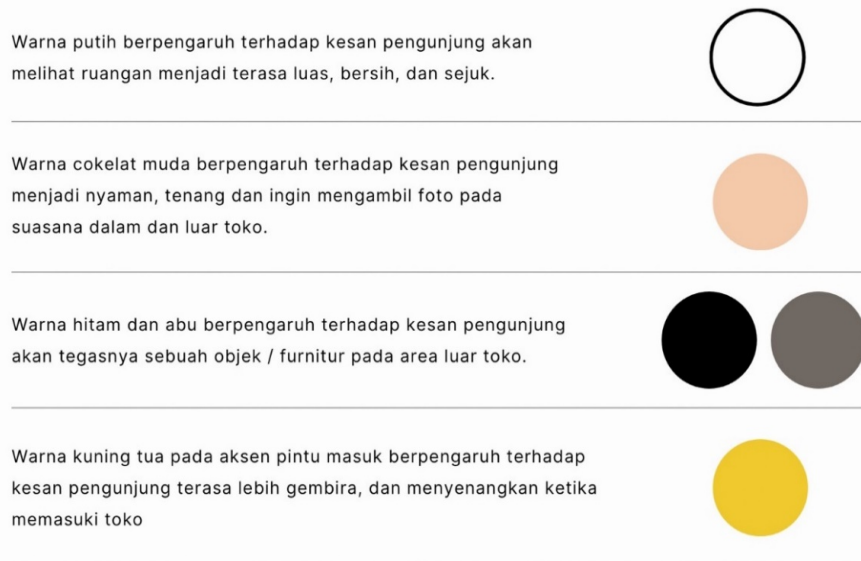 Warna putih berpengaruh terhadap kesan pengunjung akan
melihat ruangan menjadi terasa luas, bersih, dan sejuk.
Warna cokelat muda berpengaruh terhadap kesan pengunjung
menjadi nyaman, tenang dan ingin mengambil foto pada
suasana dalam dan luar toko.
Warna hitam dan abu berpengaruh terhadap kesan pengunjung
akan tegasnya sebuah objek / furnitur pada area luar toko.
Warna kuning tua pada aksen pintu masuk berpengaruh terhadap
kesan pengunjung terasa lebih gembira, dan menyenangkan ketika
memasuki toko